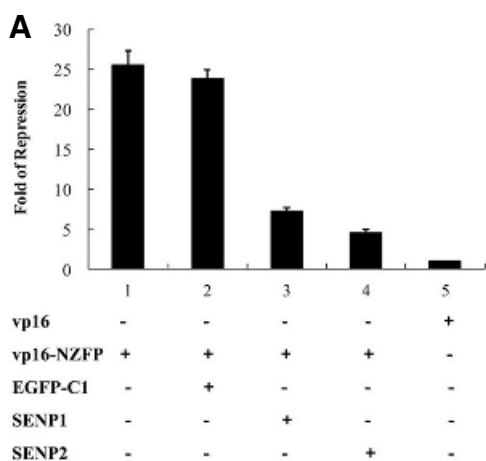 A
Fold of Repression
30
25
20
15
10
5
0
1 2 3 4 5
vp16 - - - - +
vp16-NZFP + + + + -
EGFP-C1 - + - - -
SENP1 - - + - -
SENP2 - - - + -